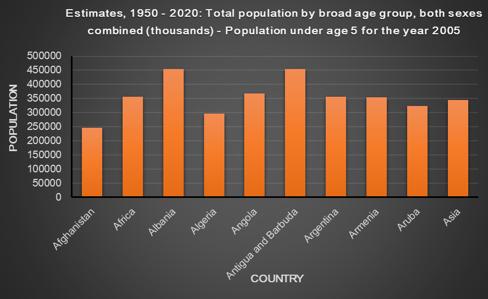 Estimates, 1950 - 2020: Total population by broad age group, both sexes
combined (thousands) - Population under age 5 for the year 2005
POPULATION
500000
450000
400000
350000
300000
250000
200000
150000
100000
50000
0
Afghanistan
Africa
Albania
Algeria
Angola
Antigua and Barbuda
Argentina
Armenia
Aruba
Asia
COUNTRY